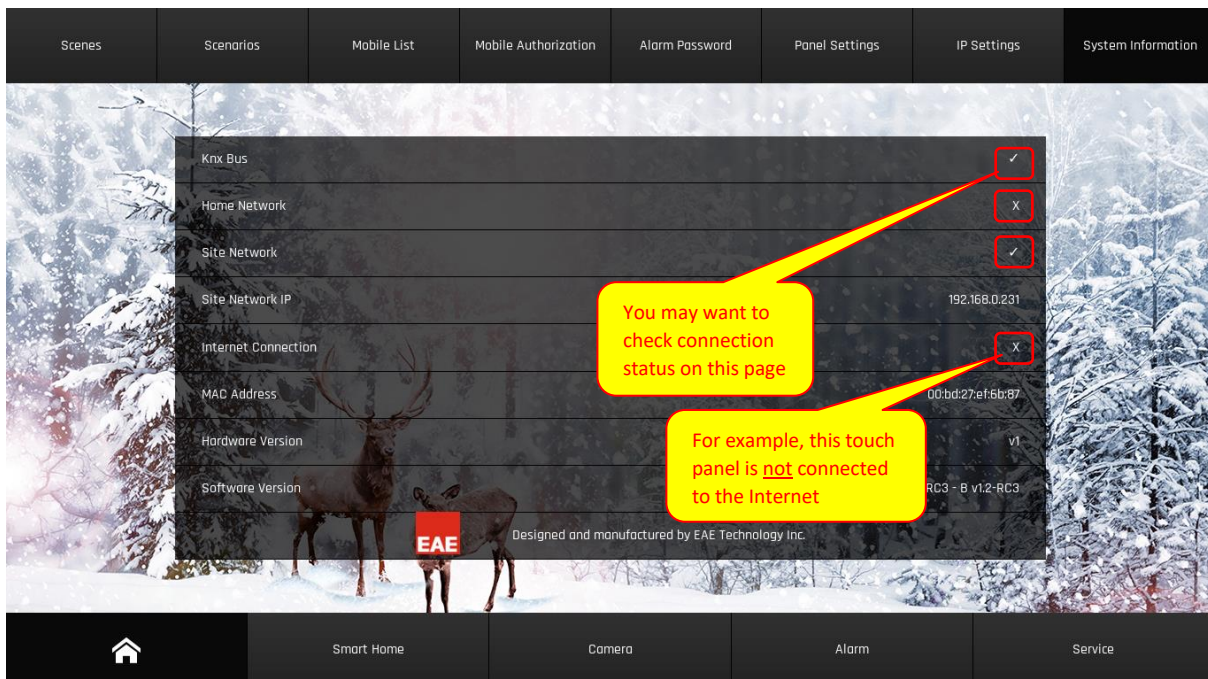 Scenes Scenarios Mobile List Mobile Authorization Alarm Password Panel Settings IP Settings System Information
Knx Bus ✓
Home Network X
Site Network ✓
Site Network IP 192.168.0.231
Internet Connection X
MAC Address 00:bd:27:ef:6b:87
Hardware Version v1
Software Version RC3 - B v1.2-RC3
You may want to
check connection
status on this page
For example, this touch
panel is not connected
to the Internet
EAE Designed and manufactured by EAE Technology Inc.
Smart Home Camera Alarm Service